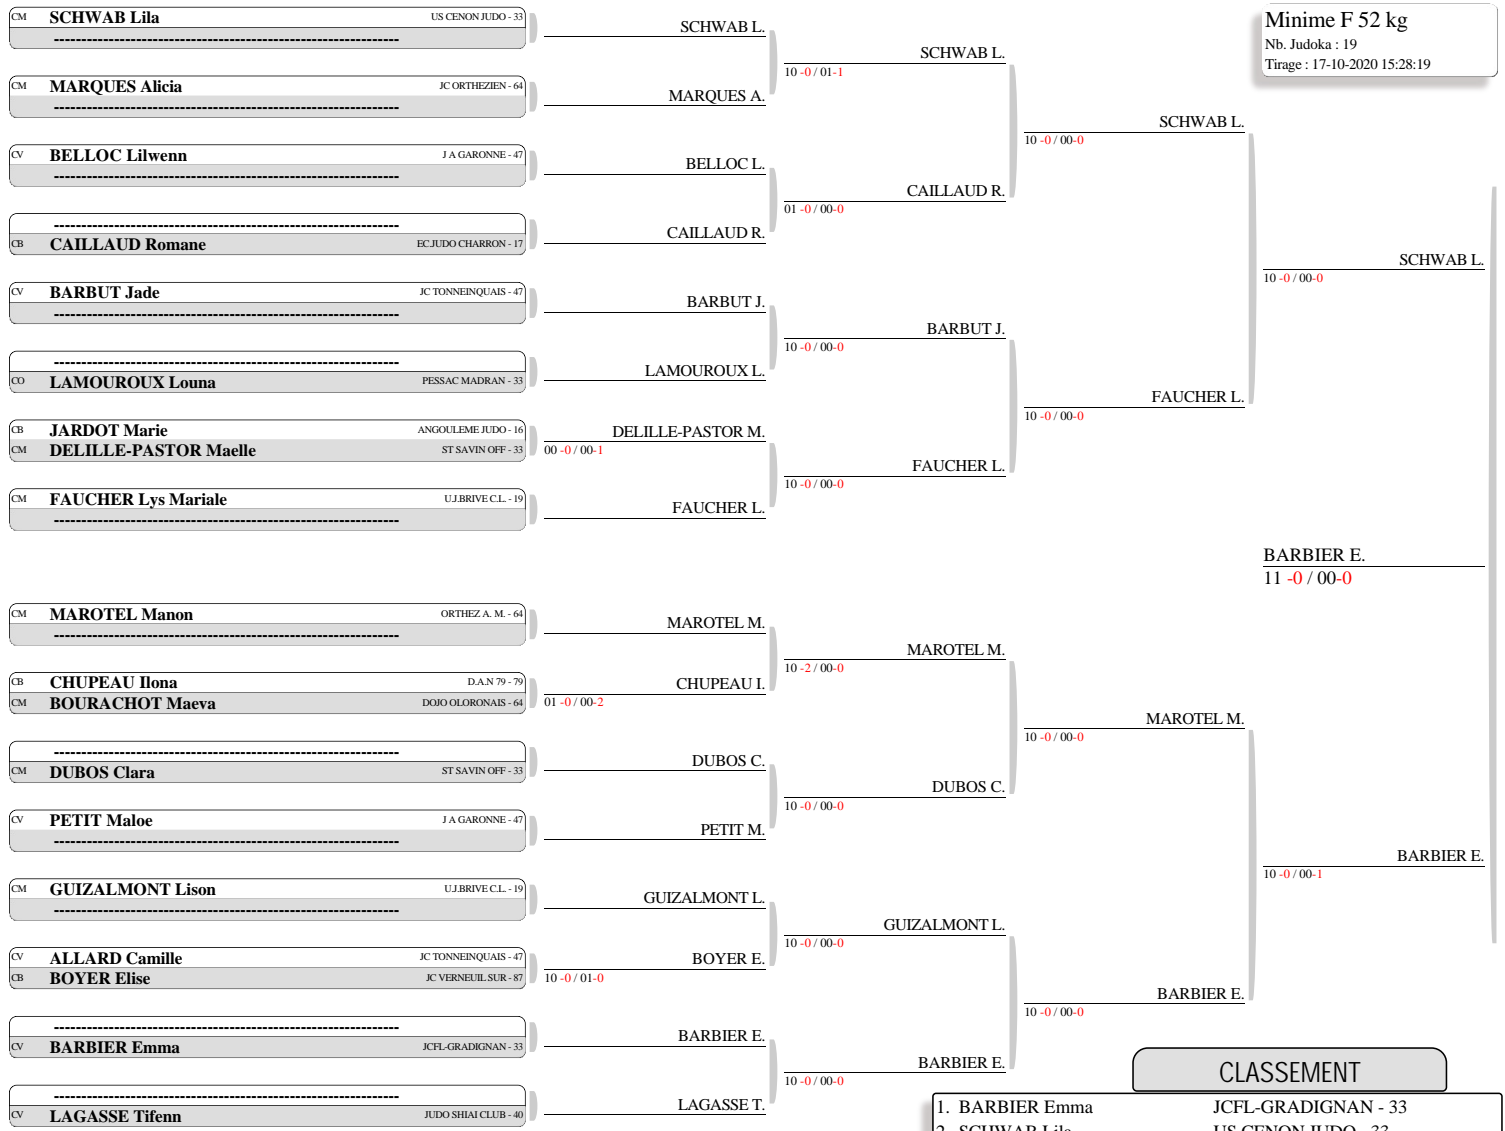 Minime F 52 kg
Nb. Judoka : 19
Tirage : 17-10-2020 15:28:19
CM SCHWAB Lila US CENON JUDO - 33
----------------------------------------------------------------
CM MARQUES Alicia JC ORTHEZIEN - 64
----------------------------------------------------------------
CV BELLOC Lilwenn J A GARONNE - 47
----------------------------------------------------------------
----------------------------------------------------------------
CB CAILLAUD Romane EC.JUDO CHARRON - 17
CV BARBUT Jade JC TONNEINQUAIS - 47
----------------------------------------------------------------
----------------------------------------------------------------
CO LAMOUROUX Louna PESSAC MADRAN - 33
CB JARDOT Marie ANGOULEME JUDO - 16
CM DELILLE-PASTOR Maelle ST SAVIN OFF - 33
CM FAUCHER Lys Mariale U.J.BRIVE C.L. - 19
----------------------------------------------------------------
CM MAROTEL Manon ORTHEZ A. M. - 64
----------------------------------------------------------------
CB CHUPEAU Ilona D.A.N 79 - 79
CM BOURACHOT Maeva DOJO OLORONAIS - 64
----------------------------------------------------------------
CM DUBOS Clara ST SAVIN OFF - 33
CV PETIT Maloe J A GARONNE - 47
----------------------------------------------------------------
CM GUIZALMONT Lison U.J.BRIVE C.L. - 19
----------------------------------------------------------------
CV ALLARD Camille JC TONNEINQUAIS - 47
CB BOYER Elise JC VERNEUIL SUR - 87
----------------------------------------------------------------
CV BARBIER Emma JCFL-GRADIGNAN - 33
----------------------------------------------------------------
CV LAGASSE Tifenn JUDO SHIAI CLUB - 40
SCHWAB L.
MARQUES A.
BELLOC L.
CAILLAUD R.
BARBUT J.
LAMOUROUX L.
DELILLE-PASTOR M.
00 -0 / 00-1
FAUCHER L.
MAROTEL M.
CHUPEAU I.
01 -0 / 00-2
DUBOS C.
PETIT M.
GUIZALMONT L.
BOYER E.
10 -0 / 01-0
BARBIER E.
LAGASSE T.
SCHWAB L.
10 -0 / 01-1
CAILLAUD R.
01 -0 / 00-0
BARBUT J.
10 -0 / 00-0
FAUCHER L.
10 -0 / 00-0
MAROTEL M.
10 -2 / 00-0
DUBOS C.
10 -0 / 00-0
GUIZALMONT L.
10 -0 / 00-0
BARBIER E.
10 -0 / 00-0
SCHWAB L.
10 -0 / 00-0
FAUCHER L.
10 -0 / 00-0
MAROTEL M.
10 -0 / 00-0
BARBIER E.
10 -0 / 00-0
SCHWAB L.
10 -0 / 00-0
BARBIER E.
10 -0 / 00-1
BARBIER E.
11 -0 / 00-0
CLASSEMENT
1. BARBIER Emma JCFL-GRADIGNAN - 33
2. SCHWAB Lila US CENON JUDO - 33